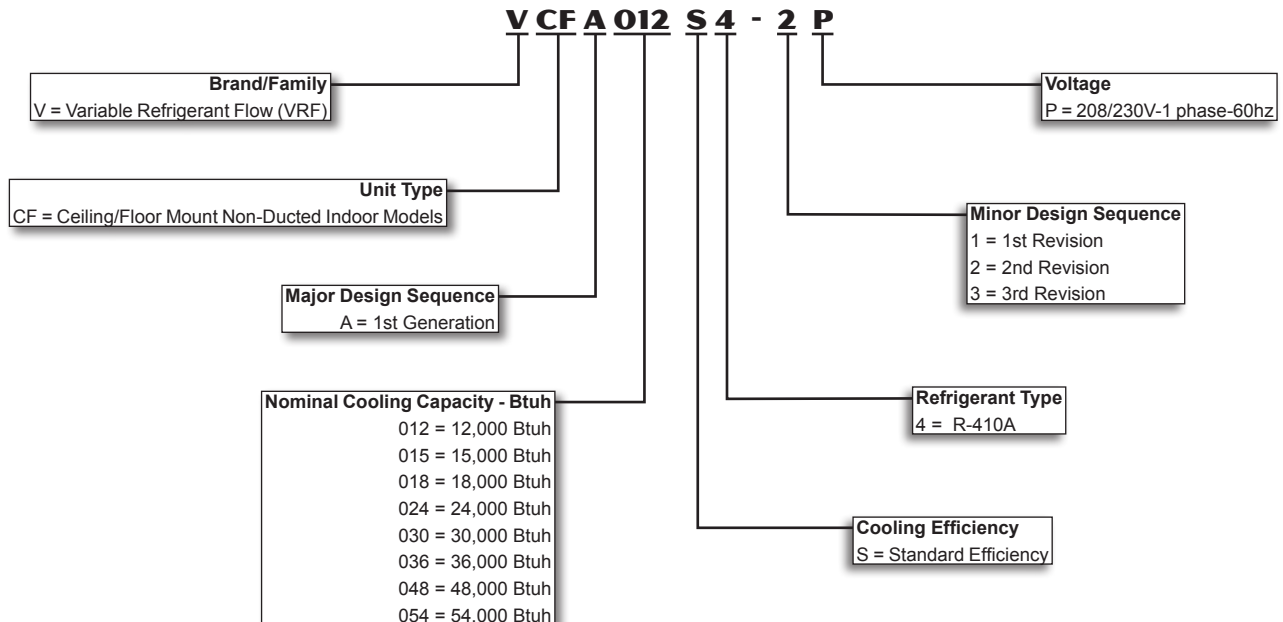 V CF A 012 S 4 - 2 P
Brand/Family
V = Variable Refrigerant Flow (VRF)
Voltage
P = 208/230V-1 phase-60hz
Unit Type
CF = Ceiling/Floor Mount Non-Ducted Indoor Models
Minor Design Sequence
1 = 1st Revision
2 = 2nd Revision
3 = 3rd Revision
Major Design Sequence
A = 1st Generation
Nominal Cooling Capacity - Btuh
012 = 12,000 Btuh
015 = 15,000 Btuh
018 = 18,000 Btuh
024 = 24,000 Btuh
030 = 30,000 Btuh
036 = 36,000 Btuh
048 = 48,000 Btuh
054 = 54,000 Btuh
Refrigerant Type
4 = R-410A
Cooling Efficiency
S = Standard Efficiency